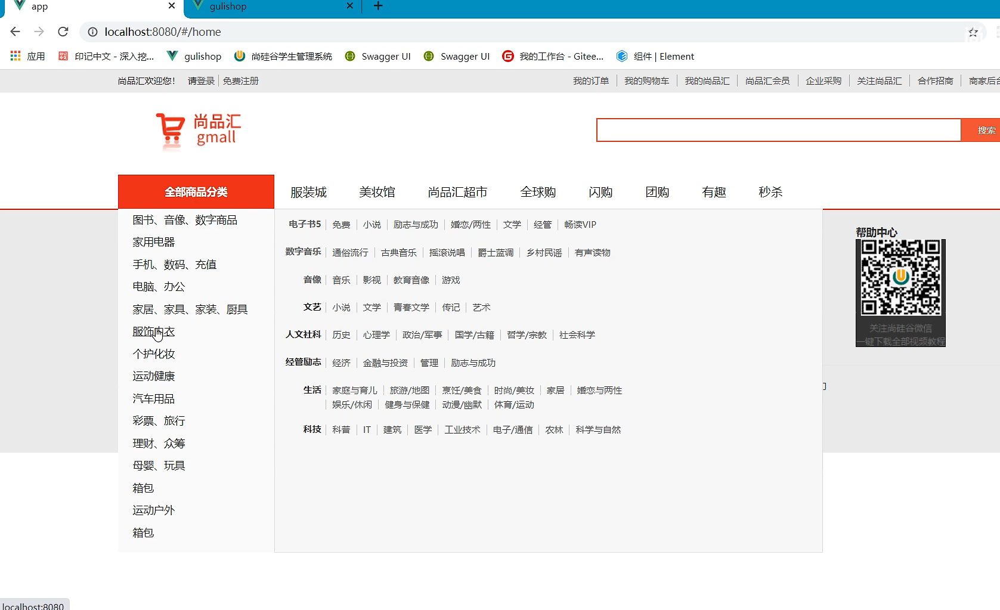 app
gulishop
localhost:8080/#/home
应用
印记中文 - 深入挖...
gulishop
尚硅谷学生管理系统
Swagger UI
Swagger UI
我的工作台 - Gitee...
组件 | Element
尚品汇欢迎您! 请登录 免费注册
我的订单 我的购物车 我的尚品汇 尚品汇会员 企业采购 关注尚品汇 合作招商 商家后台
尚品汇
gmall
搜索
全部商品分类 服装城 美妆馆 尚品汇超市 全球购 闪购 团购 有趣 秒杀
图书、音像、数字商品
家用电器
手机、数码、充值
电脑、办公
家居、家具、家装、厨具
服饰内衣
个护化妆
运动健康
汽车用品
彩票、旅行
理财、众筹
母婴、玩具
箱包
运动户外
箱包
电子书5 免费 小说 励志与成功 婚恋/两性 文学 经管 畅读VIP
数字音乐 通俗流行 古典音乐 摇滚说唱 爵士蓝调 乡村民谣 有声读物
音像 音乐 影视 教育音像 游戏
文艺 小说 文学 青春文学 传记 艺术
人文社科 历史 心理学 政治/军事 国学/古籍 哲学/宗教 社会科学
经管励志 经济 金融与投资 管理 励志与成功
生活 家庭与育儿 旅游/地图 烹饪/美食 时尚/美妆 家居 婚恋与两性
娱乐/休闲 健身与保健 动漫/幽默 体育/运动
科技 科普 IT 建筑 医学 工业技术 电子/通信 农林 科学与自然
帮助中心
关注尚硅谷微信
一键下载全部视频教程
localhost:8080